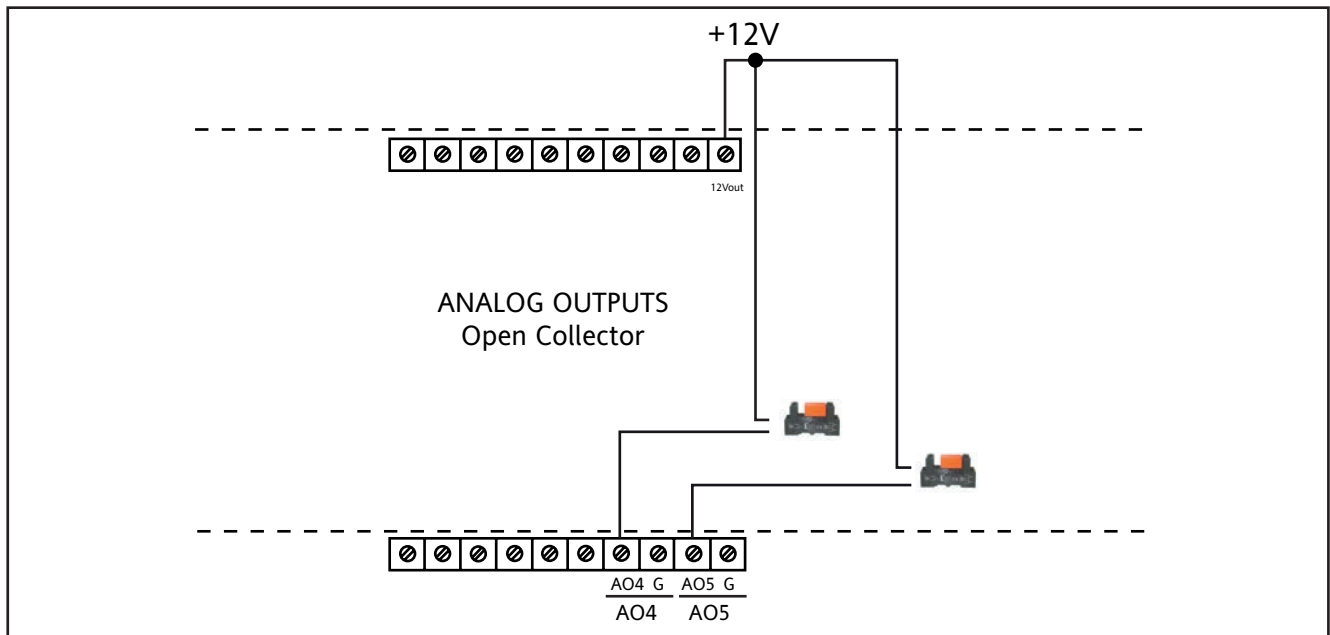 +12V
12Vout
ANALOG OUTPUTS
Open Collector
AO4 G AO5 G
AO4 AO5